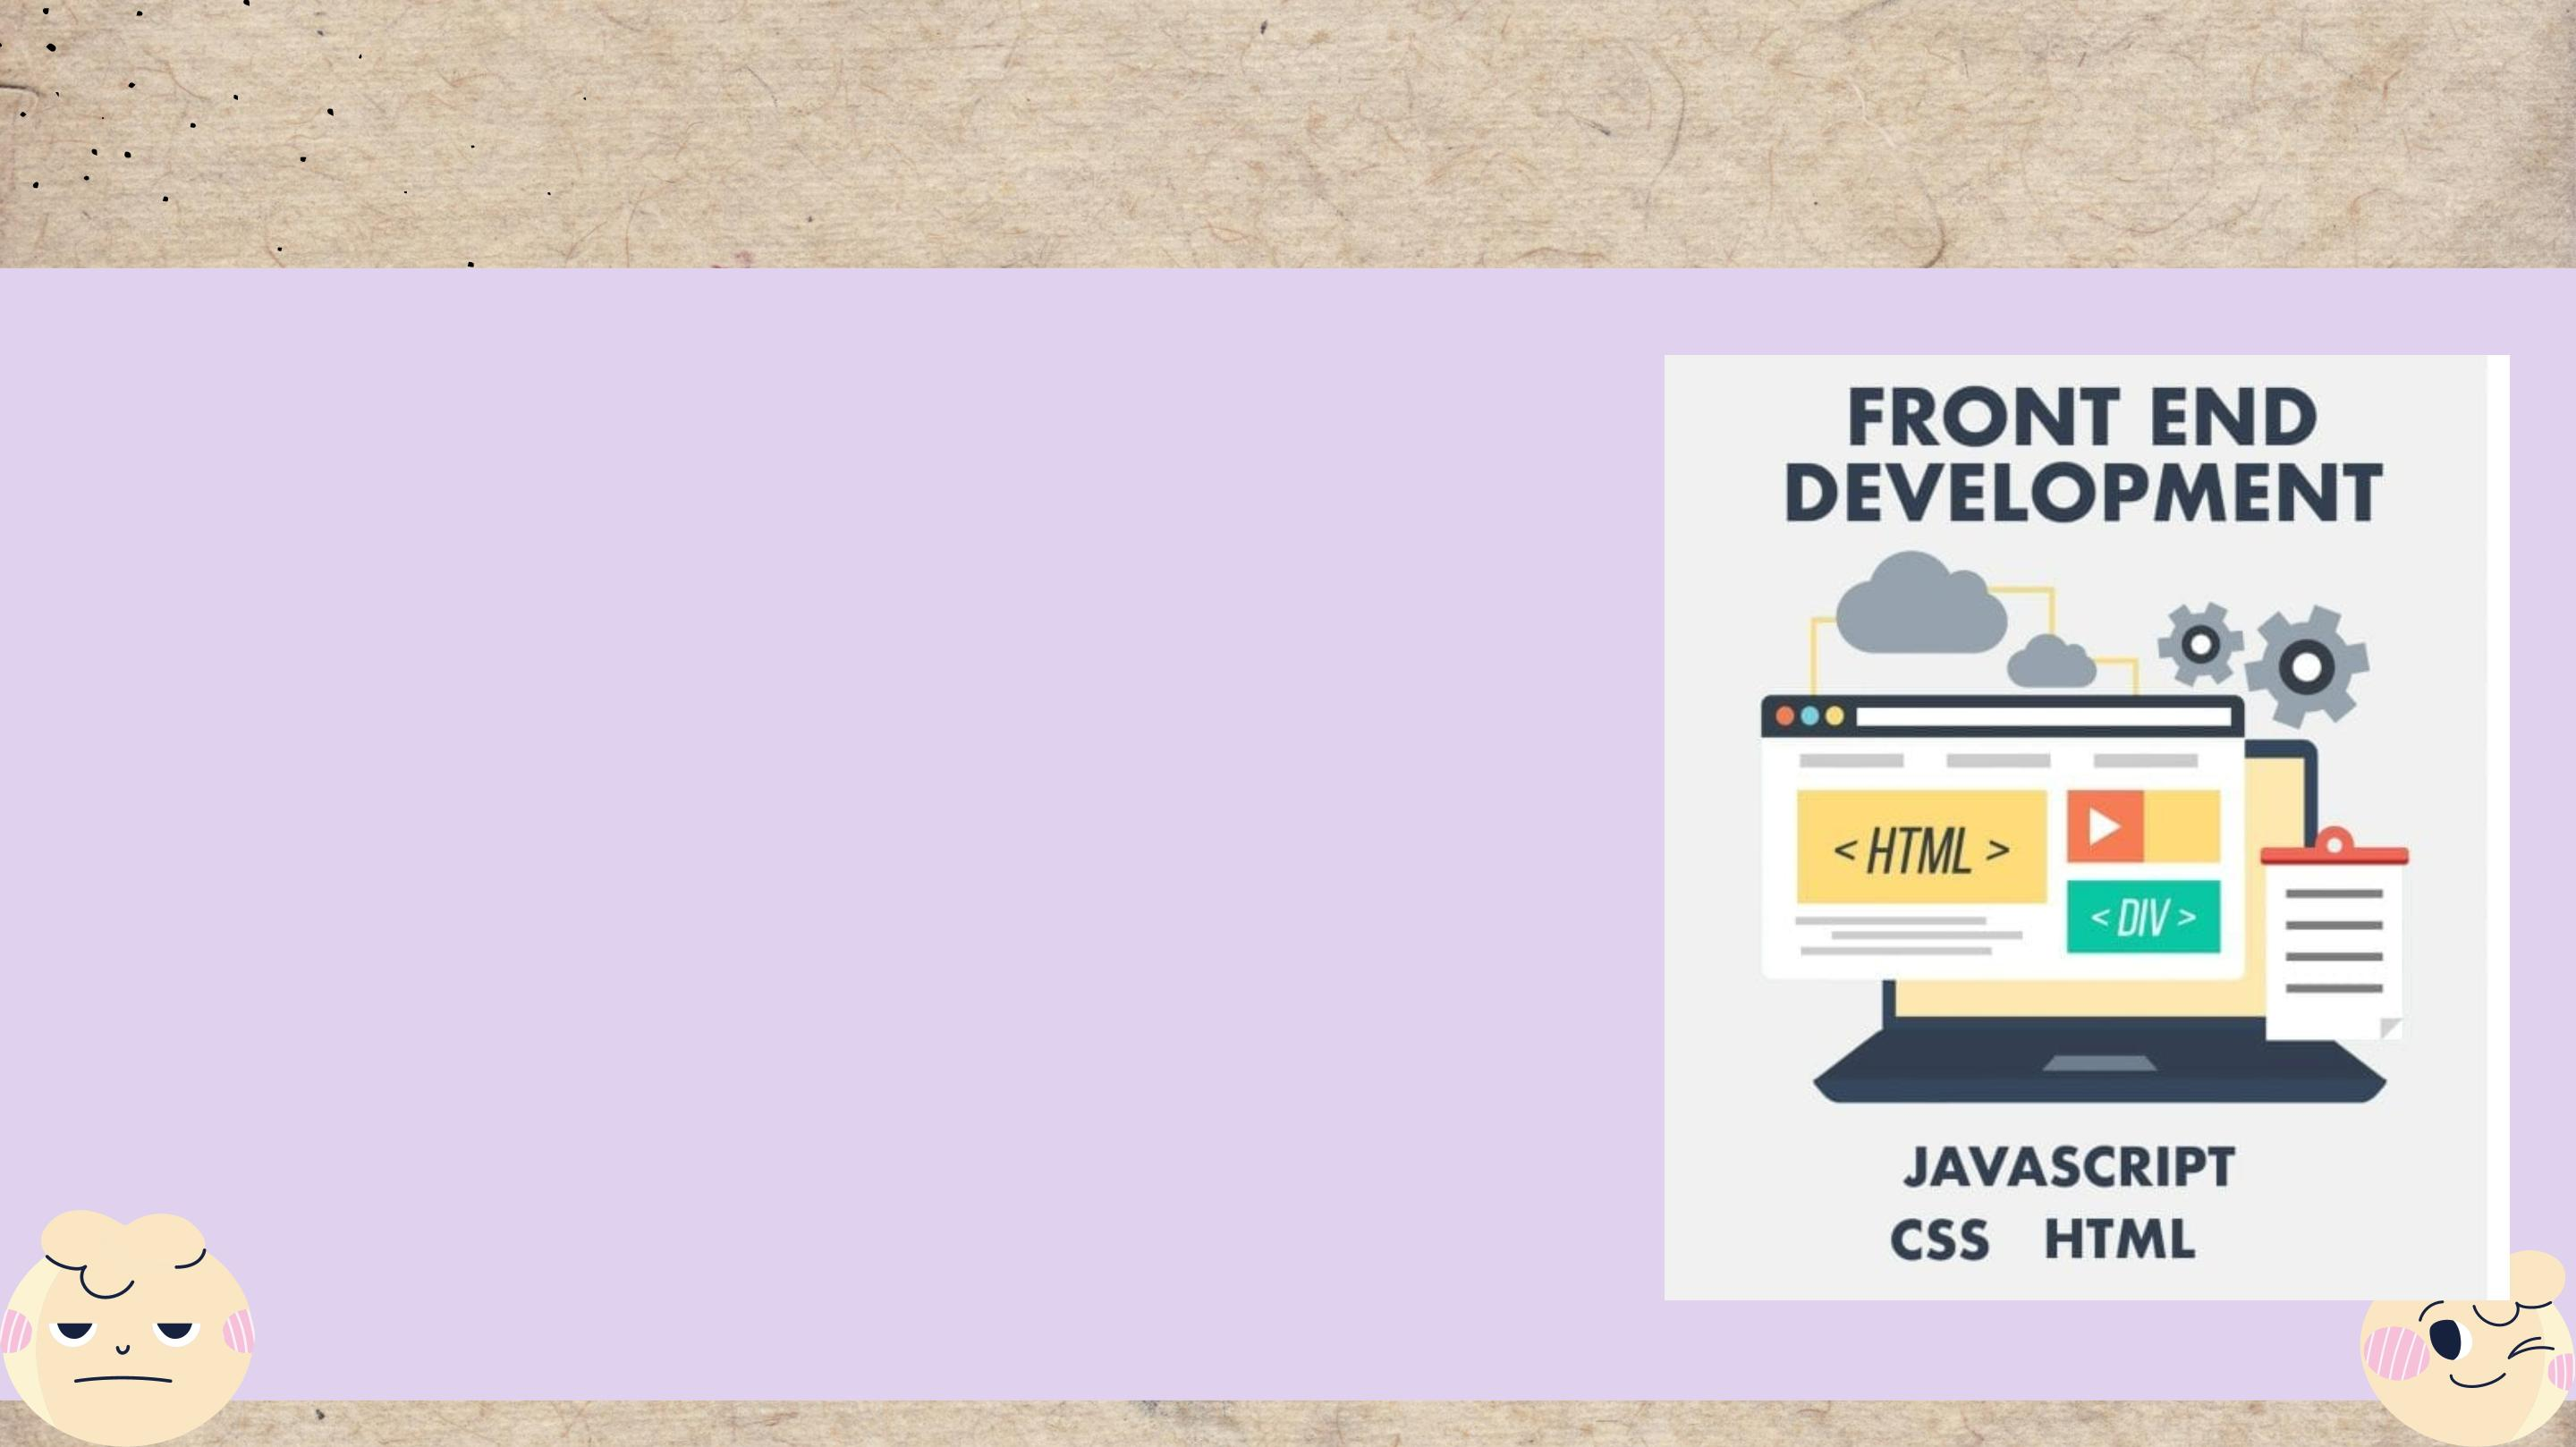 FRONT END
DEVELOPMENT
< HTML >
< DIV >
JAVASCRIPT
CSS HTML